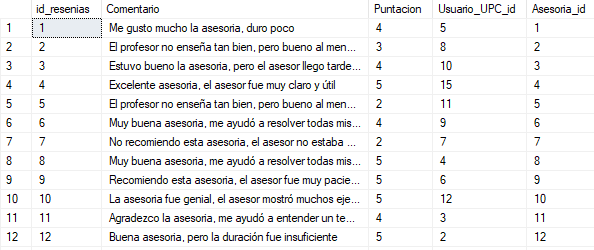 id_resenias Comentario Puntacion Usuario_UPC_id Asesoria_id
1 1 Me gusto mucho la asesoria, duro poco 4 5 1
2 2 El profesor no enseña tan bien, pero bueno al men... 3 8 2
3 3 Estuvo bueno la asesoria, pero el asesor llego tarde... 4 10 3
4 4 Excelente asesoría, el asesor fue muy claro y útil 5 15 4
5 5 El profesor no enseña tan bien, pero bueno al men... 2 11 5
6 6 Muy buena asesoría, me ayudó a resolver todas mis... 4 9 6
7 7 No recomiendo esta asesoría, el asesor no estaba ... 2 7 7
8 8 Muy buena asesoría, me ayudó a resolver todas mis... 5 4 8
9 9 Recomiendo esta asesoría, el asesor fue muy pacie... 5 6 9
10 10 La asesoría fue genial, el asesor mostró muchos eje... 5 12 10
11 11 Agradezco la asesoría, me ayudó a entender un te... 4 3 11
12 12 Buena asesoría, pero la duración fue insuficiente 5 2 12